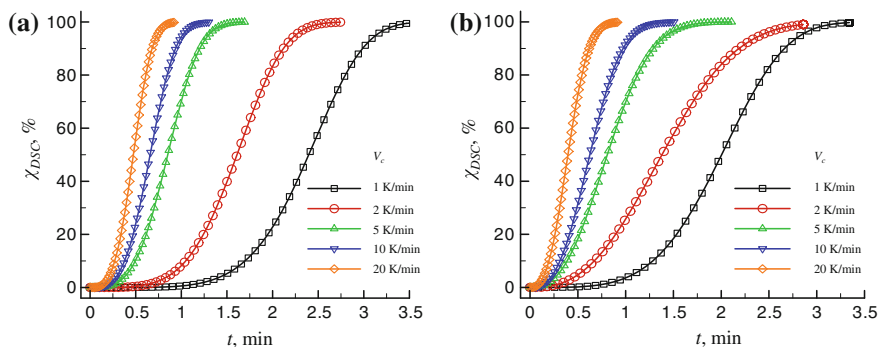 (a)
χDSC, %
100
80
60
40
20
0
Vc
1 K/min
2 K/min
5 K/min
10 K/min
20 K/min
0 0.5 1 1.5 2 2.5 3 3.5
t, min
(b)
χDSC, %
100
80
60
40
20
0
Vc
1 K/min
2 K/min
5 K/min
10 K/min
20 K/min
0 0.5 1 1.5 2 2.5 3 3.5
t, min